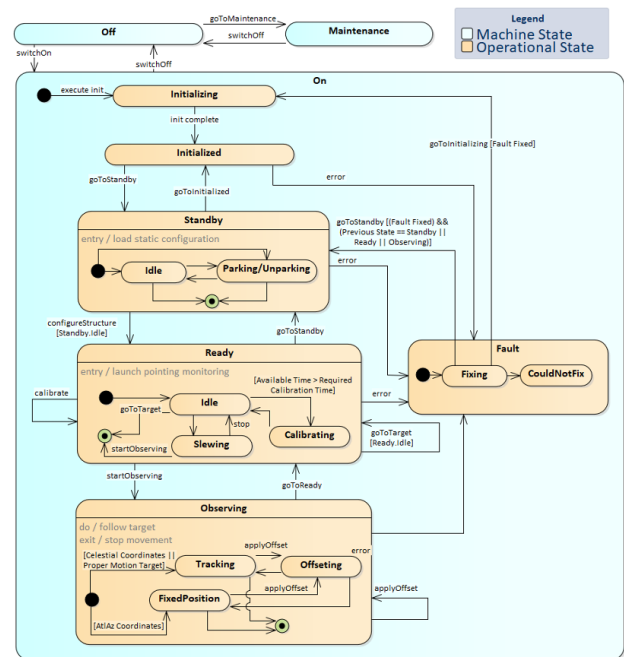 Legend
Machine State
Operational State
Off
goToMaintenance
switchOff
Maintenance
switchOn
switchOff
On
execute init
Initializing
init complete
goToInitializing [Fault Fixed]
Initialized
goToStandby
goToInitialized
error
Standby
entry / load static configuration
Idle
Parking/Unparking
goToStandby [(Fault Fixed) &&
(Previous State == Standby ||
Ready || Observing)]
error
configureStructure
[Standby.Idle]
goToStandby
Fault
Fixing
CouldNotFix
Ready
entry / launch pointing monitoring
calibrate
Idle
[Available Time > Required
Calibration Time]
goToTarget
stop
Slewing
Calibrating
startObserving
error
goToTarget
[Ready.Idle]
startObserving
goToReady
Observing
do / follow target
exit / stop movement
[Celestial Coordinates ||
Proper Motion Target]
Tracking
applyOffset
Offseting
error
FixedPosition
applyOffset
applyOffset
[AtlAz Coordinates]